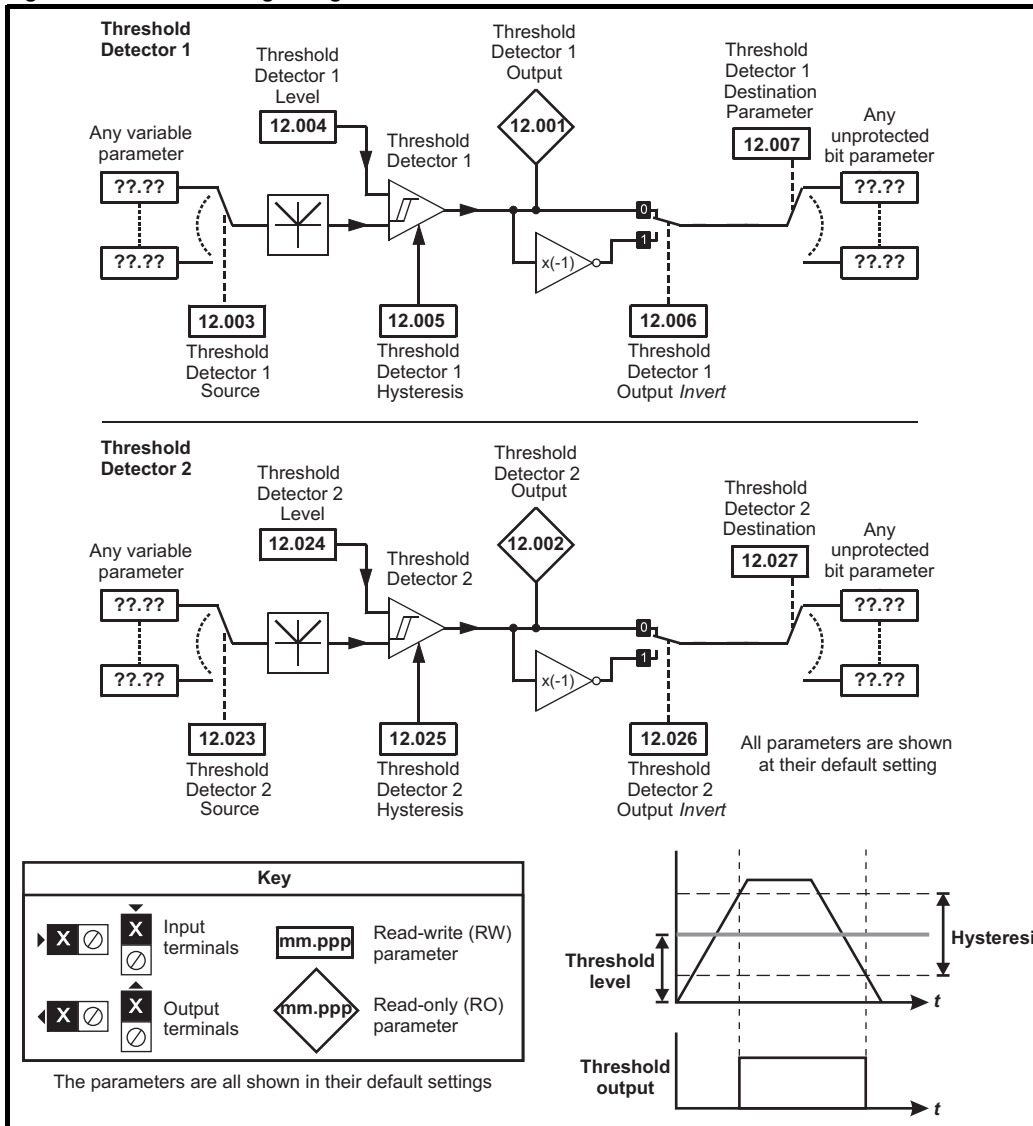 Threshold
Detector 1
Threshold
Detector 1
Level
12.004
Any variable
parameter
??.??
??.??
12.003
Threshold
Detector 1
Source
Threshold
Detector 1
12.005
Threshold
Detector 1
Hysteresis
Threshold
Detector 1
Output
12.001
0
1
x(-1)
12.006
Threshold
Detector 1
Output Invert
Threshold
Detector 1
Destination
Parameter
12.007
Any
unprotected
bit parameter
??.??
??.??
Threshold
Detector 2
Threshold
Detector 2
Level
12.024
Any variable
parameter
??.??
??.??
12.023
Threshold
Detector 2
Source
Threshold
Detector 2
12.025
Threshold
Detector 2
Hysteresis
Threshold
Detector 2
Output
12.002
0
1
x(-1)
12.026
Threshold
Detector 2
Output Invert
Threshold
Detector 2
Destination
12.027
Any
unprotected
bit parameter
??.??
??.??
All parameters are shown
at their default setting
Key
X
X
Input
terminals
mm.ppp
Read-write (RW)
parameter
X
X
Output
terminals
mm.ppp
Read-only (RO)
parameter
The parameters are all shown in their default settings
Threshold
level
Hysteresi
t
Threshold
output
t